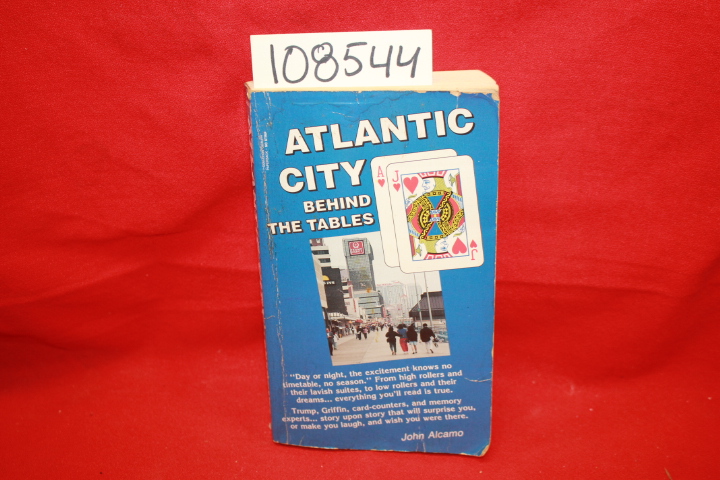 108544
ATLANTIC
CITY
BEHIND
THE TABLES
A
J
J
"Day or night, the excitement knows no
timetable, no season." From high rollers and
their lavish suites, to low rollers and their
dreams... everything you'll read is true.
Trump, Griffin, card-counters, and memory
experts... story upon story that will surprise you,
or make you laugh, and wish you were there.
John Alcamo